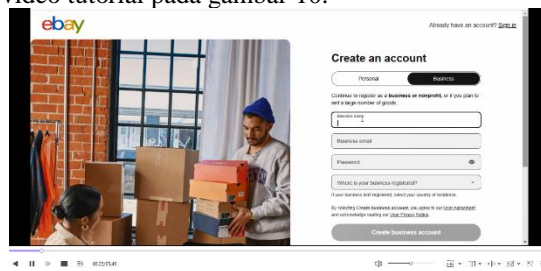 video tutorial pada gambar 10.
ebay
Already have an account? Sign in
Create an account
Personal
Business
Continue to register as a business or nonprofit, or if you plan to
sell a large number of goods.
Business name
Business email
Password
Where is your business registered?
If your business isn't registered, select your country of residence.
By selecting Create business account, you agree to our User Agreement
and acknowledge reading our User Privacy Notice.
Create business account